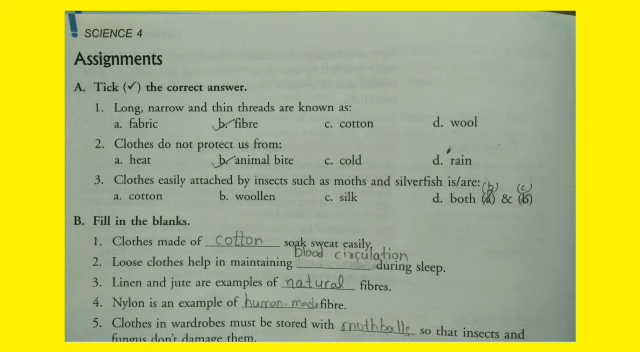 SCIENCE 4
Assignments
A. Tick (✓) the correct answer.
1. Long, narrow and thin threads are known as:
a. fabric b. fibre c. cotton d. wool
2. Clothes do not protect us from:
a. heat b. animal bite c. cold d. rain
3. Clothes easily attached by insects such as moths and silverfish is/are:
(b) (c)
a. cotton b. woollen c. silk d. both (a) & (b)
B. Fill in the blanks.
1. Clothes made of cotton soak sweat easily.
2. Loose clothes help in maintaining blood circulation during sleep.
3. Linen and jute are examples of natural fibres.
4. Nylon is an example of human-made fibre.
5. Clothes in wardrobes must be stored with mothballs so that insects and
fungus don't damage them.